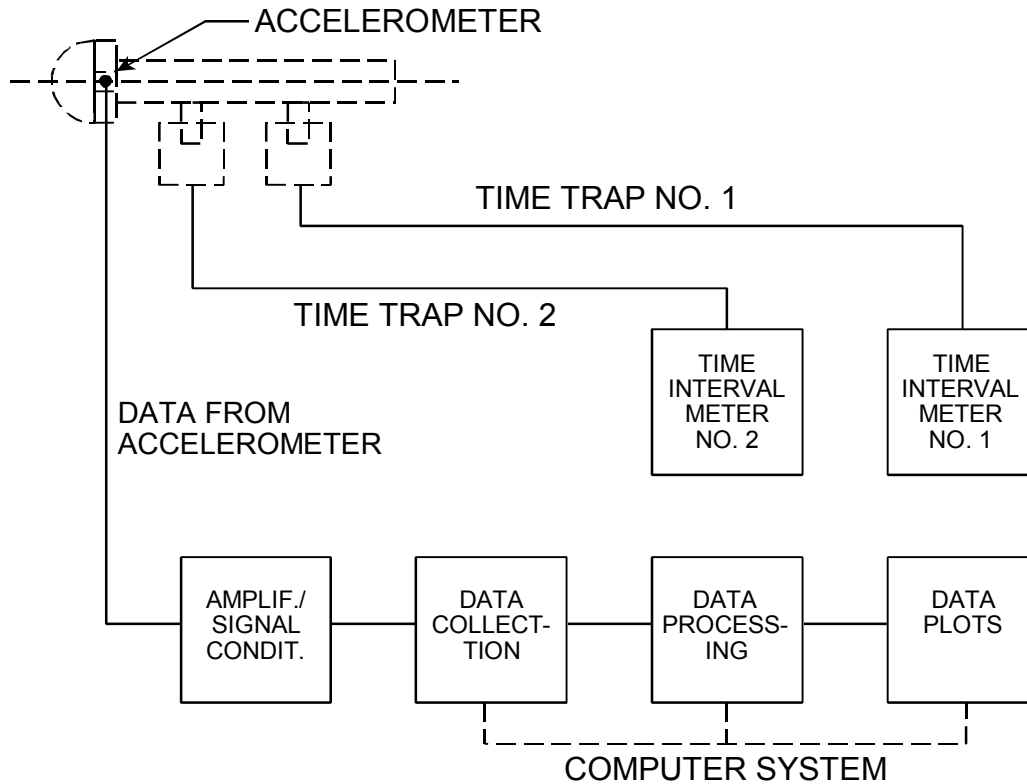 ACCELEROMETER
TIME TRAP NO. 1
TIME TRAP NO. 2
TIME
INTERVAL
METER
NO. 2
TIME
INTERVAL
METER
NO. 1
DATA FROM
ACCELEROMETER
AMPLIF./
SIGNAL
CONDIT.
DATA
COLLECT-
TION
DATA
PROCESS-
ING
DATA
PLOTS
COMPUTER SYSTEM